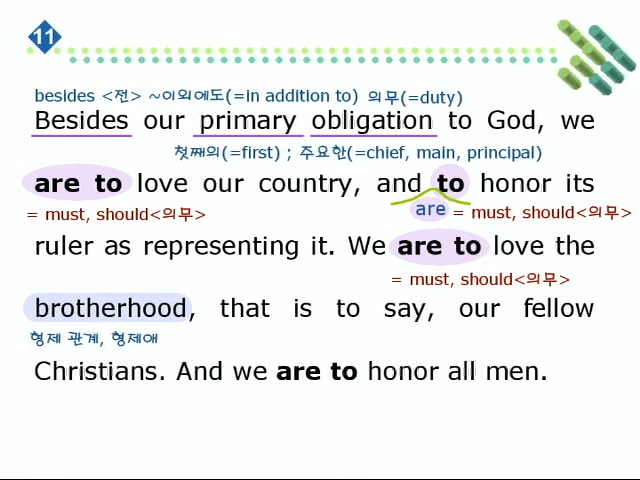 11
besides <전> ~이외에도(=in addition to) 의무(=duty)
Besides our primary obligation to God, we
첫째의(=first) ; 주요한(=chief, main, principal)
are to love our country, and to honor its
= must, should<의무> are = must, should<의무>
ruler as representing it. We are to love the
= must, should<의무>
brotherhood, that is to say, our fellow
형제 관계, 형제애
Christians. And we are to honor all men.